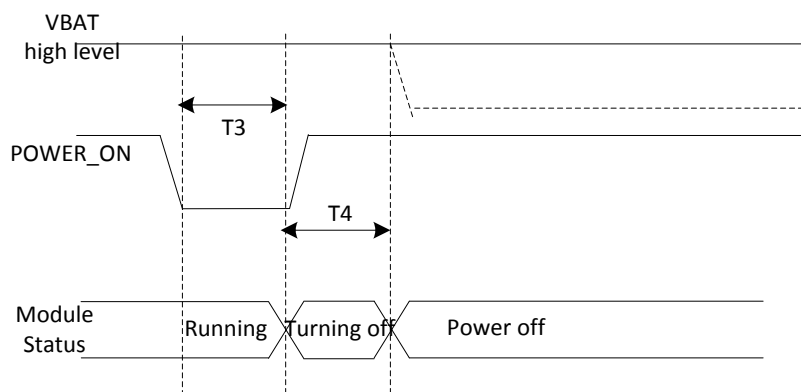 VBAT
high level
T3
POWER_ON
T4
Module
Status
Running
Turning off
Power off